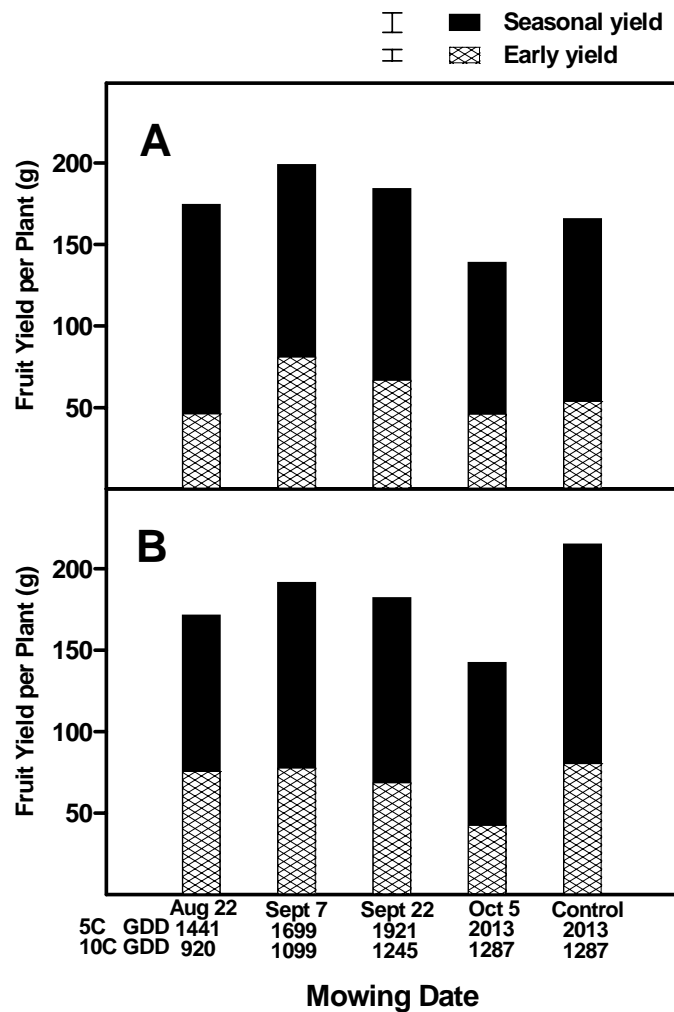 Seasonal yield
Early yield
A
200
150
100
50
Fruit Yield per Plant (g)
B
200
150
100
50
Fruit Yield per Plant (g)
Aug 22 Sept 7 Sept 22 Oct 5 Control
5C GDD 1441 1699 1921 2013 2013
10C GDD 920 1099 1245 1287 1287
Mowing Date